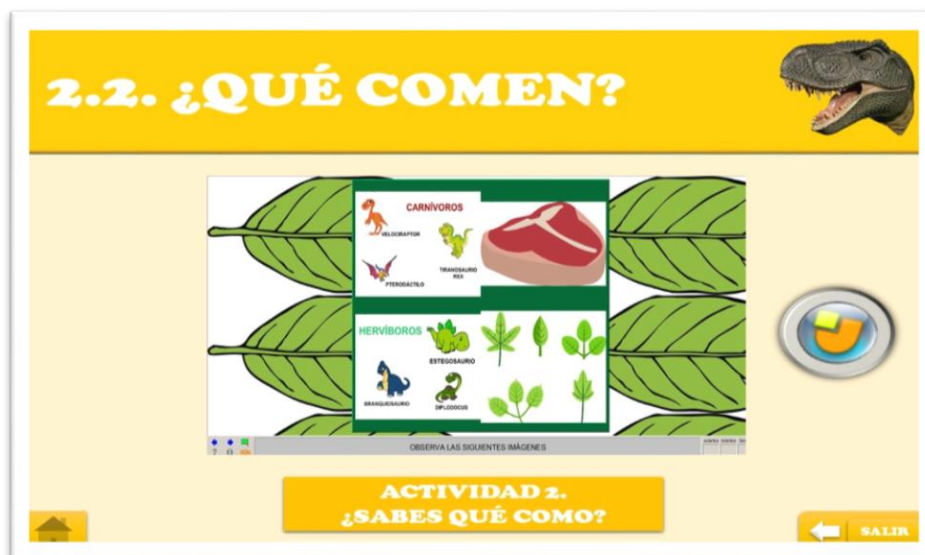 2.2. ¿QUÉ COMEN?
CARNÍVOROS
VELOCIRAPTOR
TIRANOSAURIO
REX
PTERODÁCTILO
HERVÍBOROS
ESTEGOSAURIO
BRANQUIOSAURIO
DIPLODOCUS
OBSERVA LAS SIGUIENTES IMÁGENES
ACTIVIDAD 2.
¿SABES QUÉ COMO?
SALIR